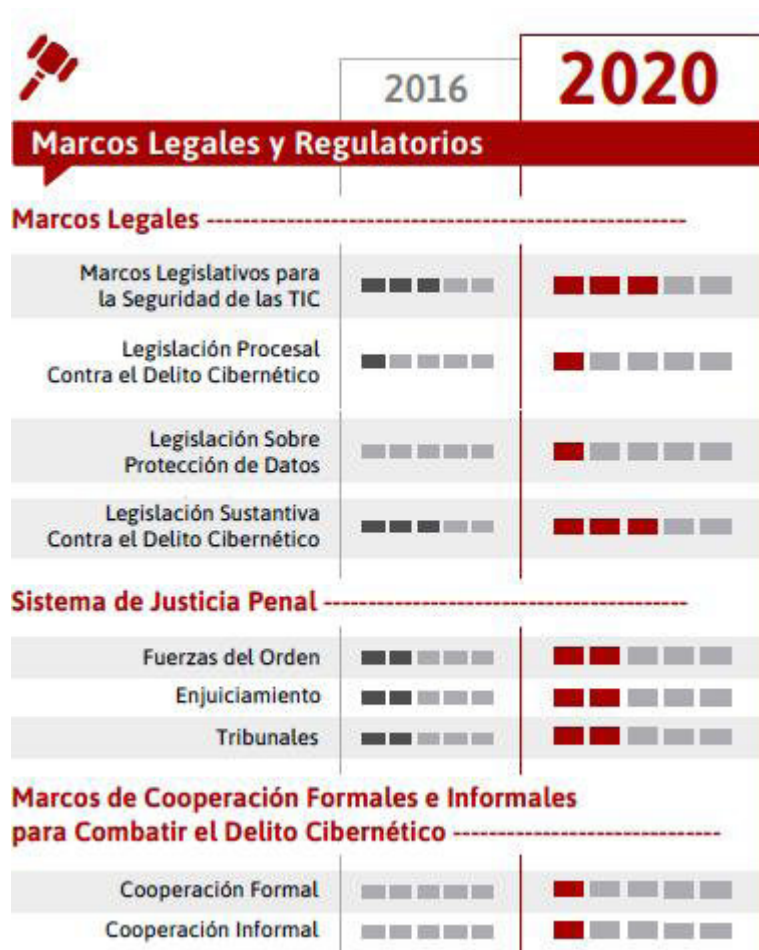 2016
2020
Marcos Legales y Regulatorios
Marcos Legales
Marcos Legislativos para
la Seguridad de las TIC
Legislación Procesal
Contra el Delito Cibernético
Legislación Sobre
Protección de Datos
Legislación Sustantiva
Contra el Delito Cibernético
Sistema de Justicia Penal
Fuerzas del Orden
Enjuiciamiento
Tribunales
Marcos de Cooperación Formales e Informales
para Combatir el Delito Cibernético
Cooperación Formal
Cooperación Informal